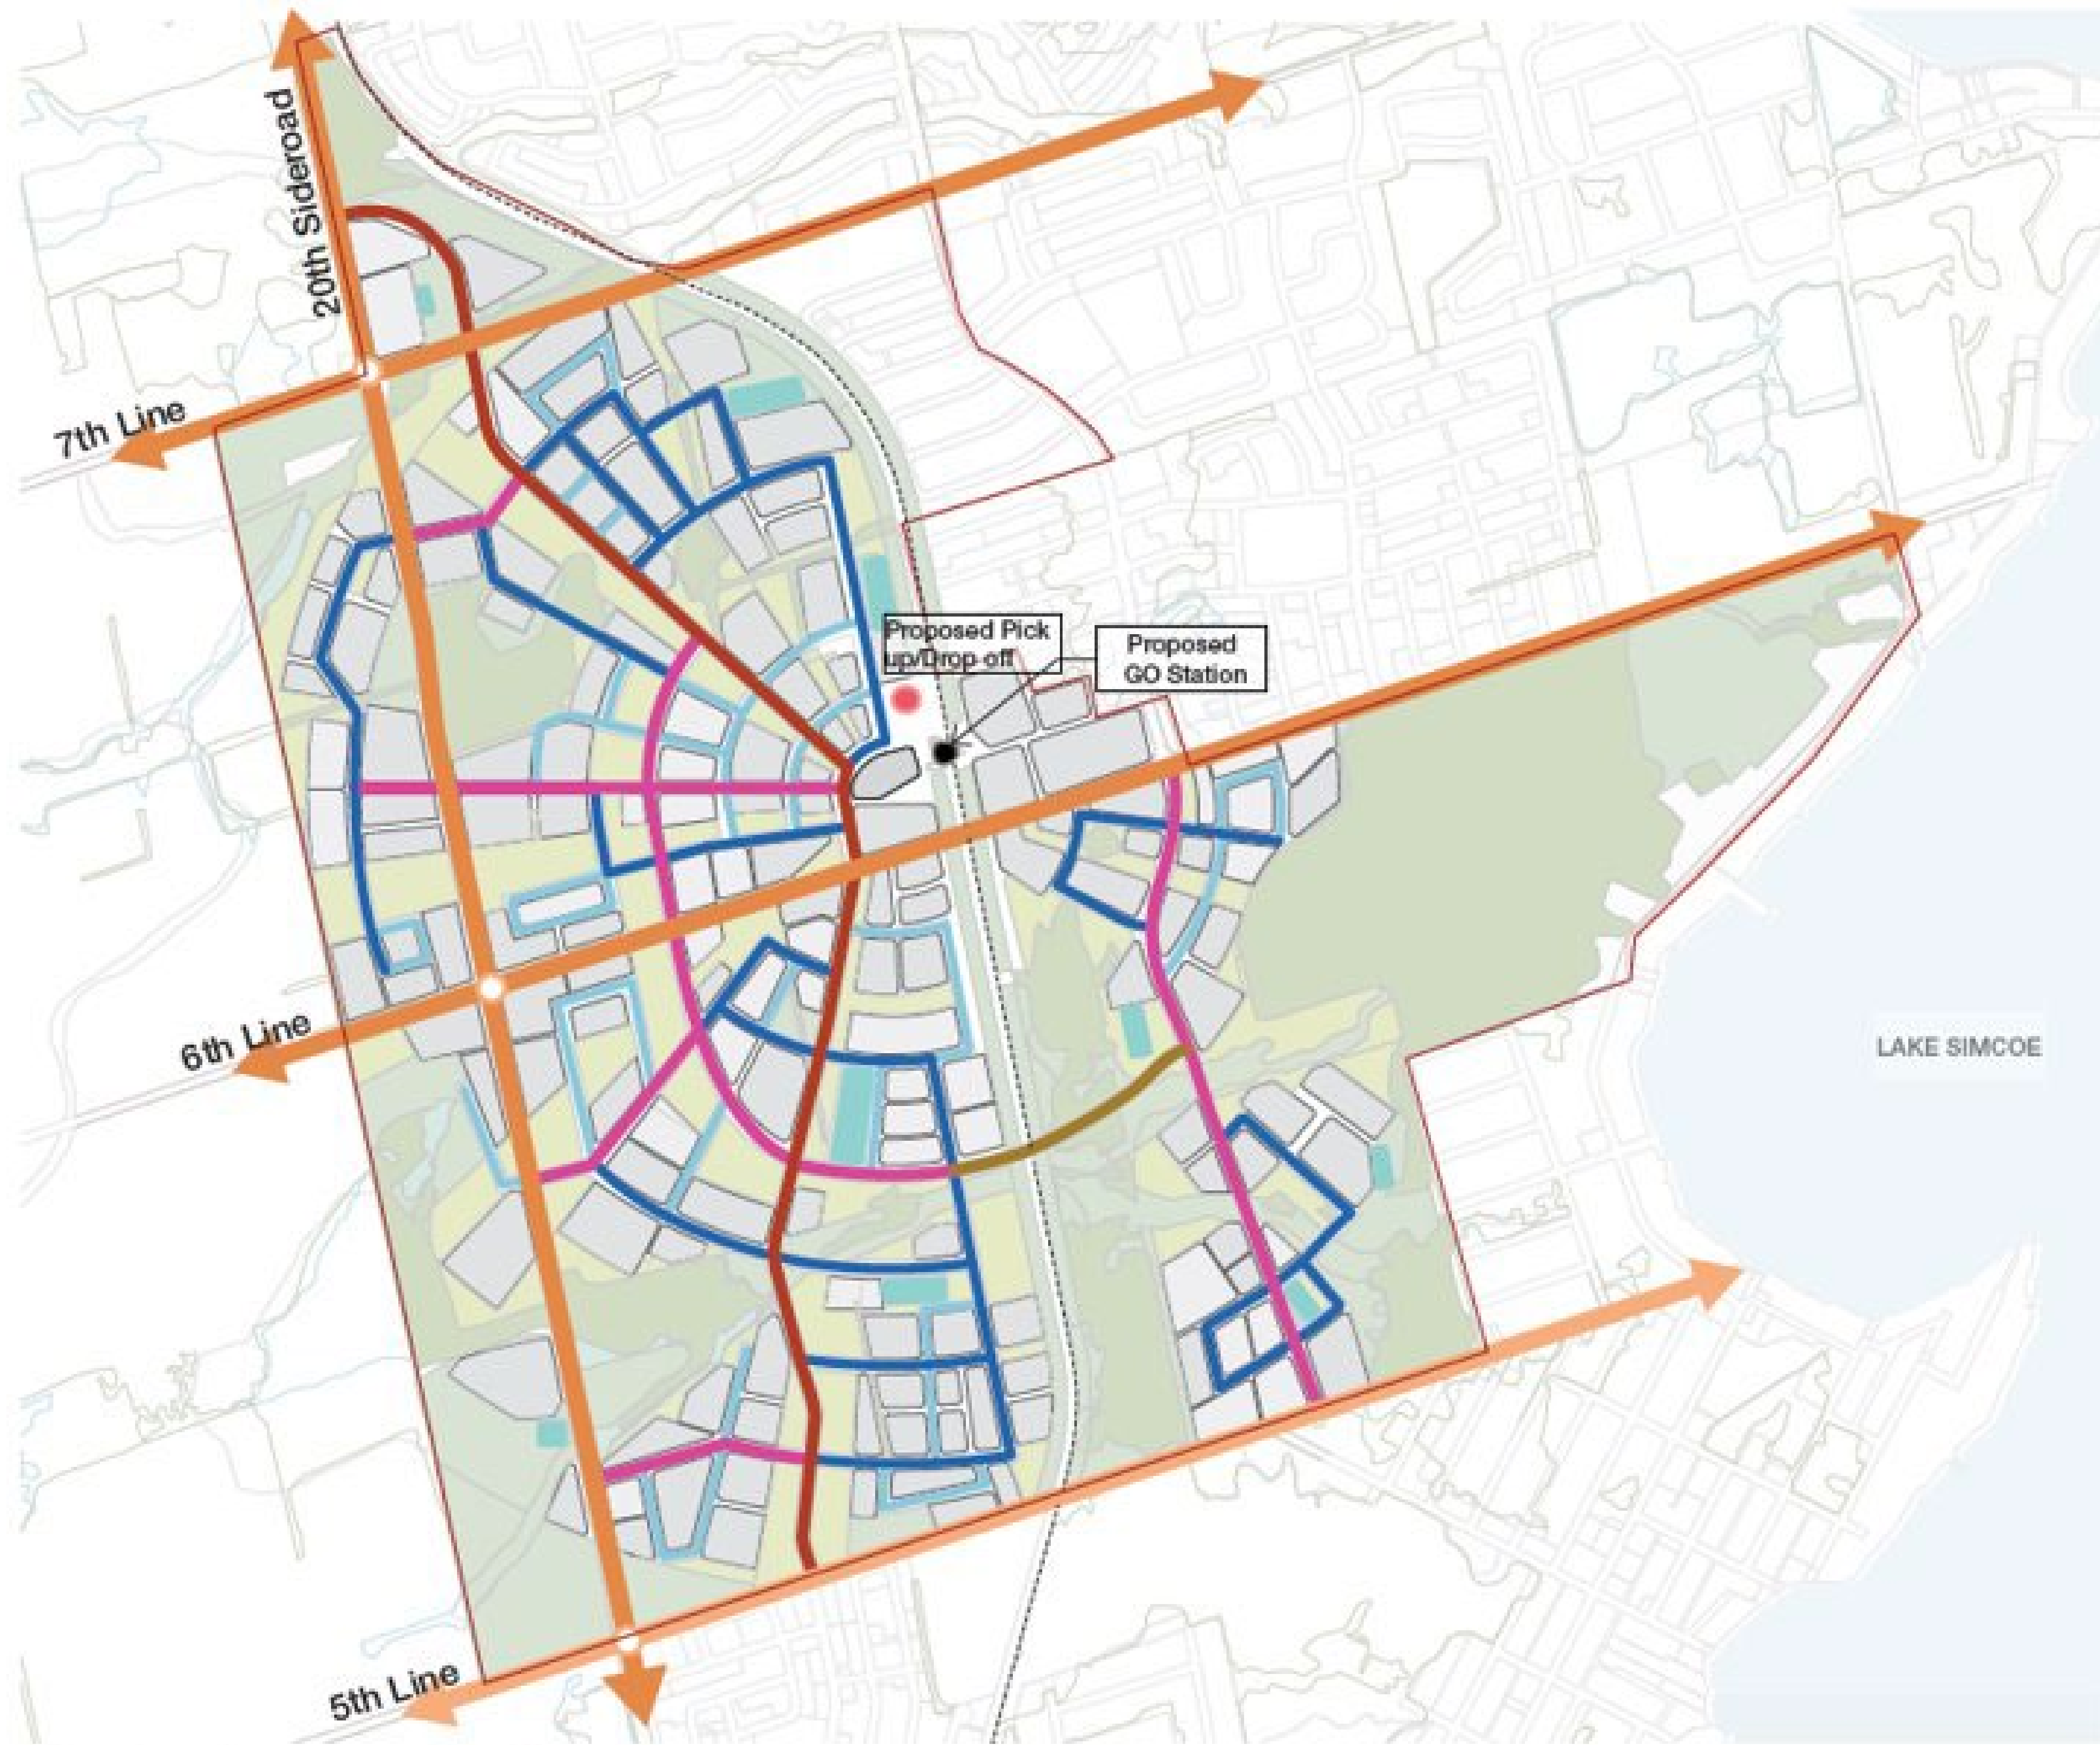 20th Sideroad
7th Line
Proposed Pick
up/Drop off
Proposed
GO Station
6th Line
LAKE SIMCOE
5th Line